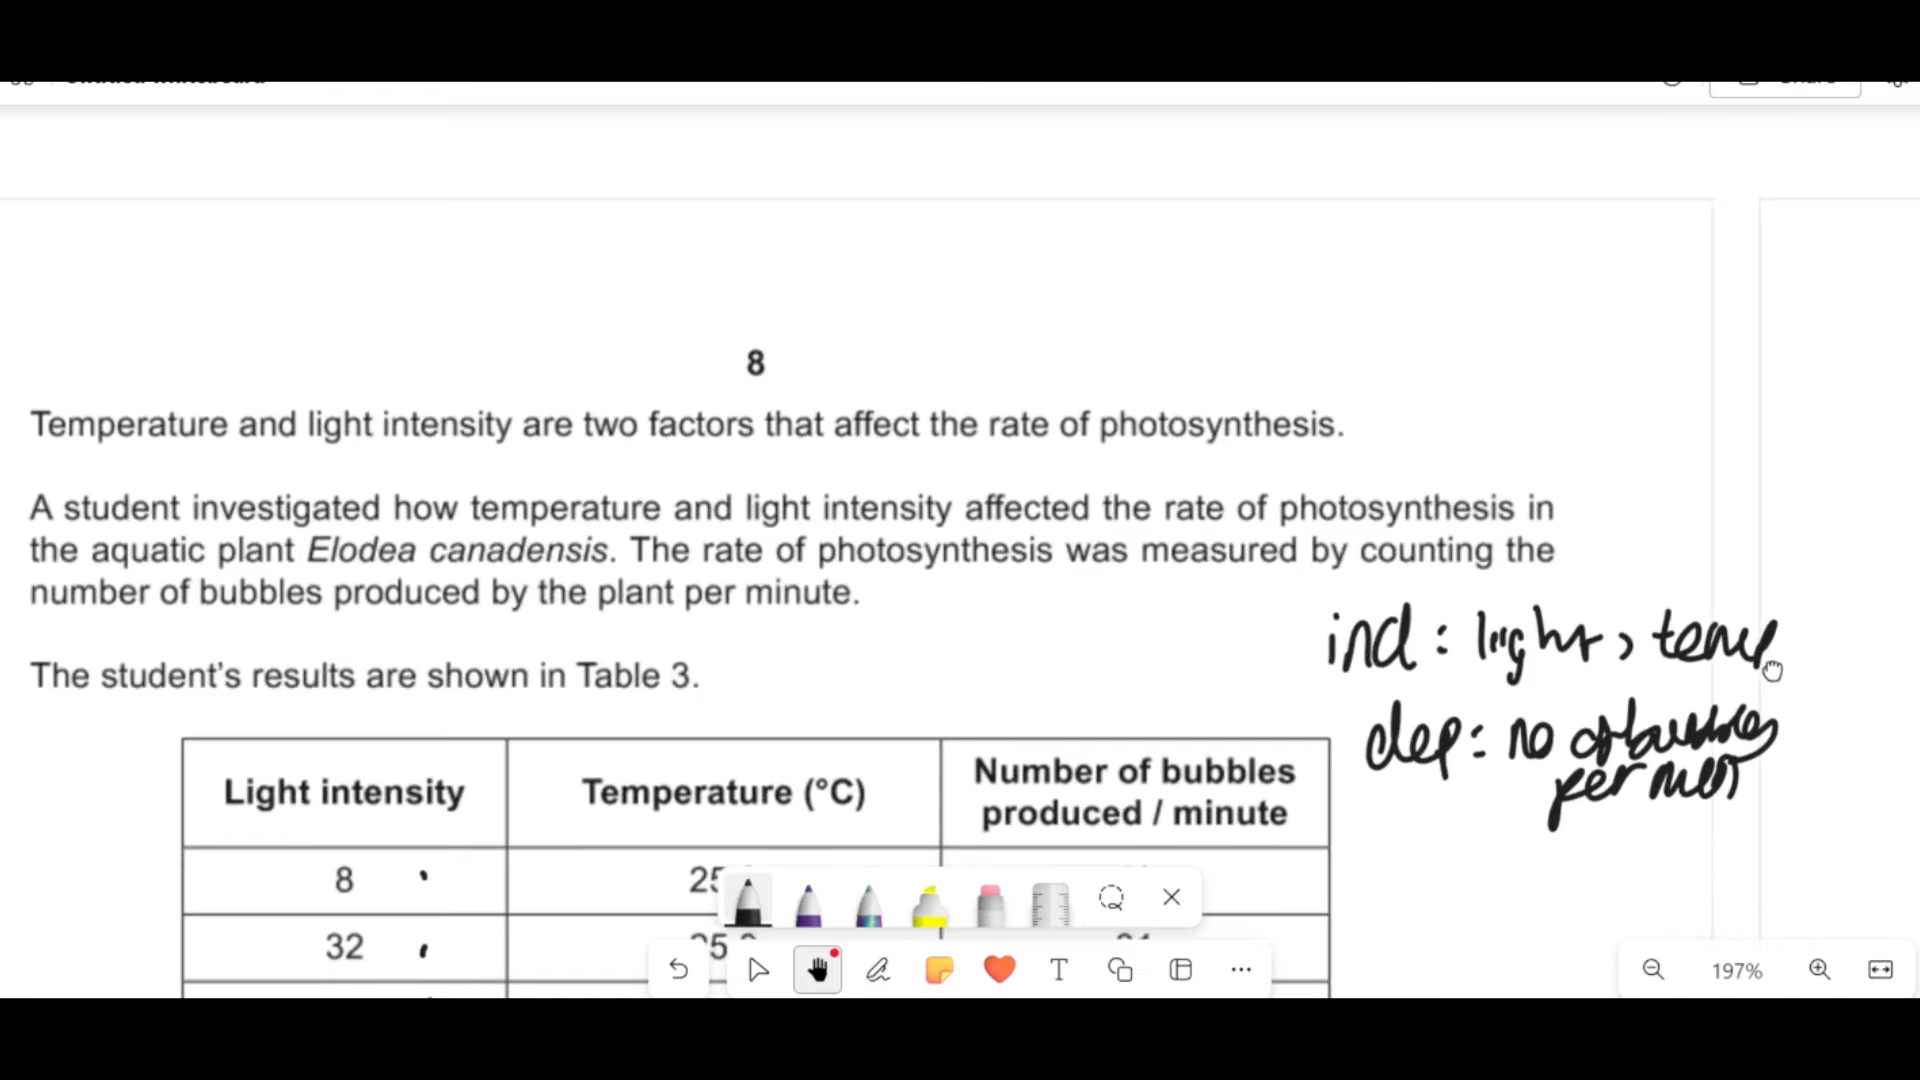 8
Temperature and light intensity are two factors that affect the rate of photosynthesis.
A student investigated how temperature and light intensity affected the rate of photosynthesis in
the aquatic plant Elodea canadensis. The rate of photosynthesis was measured by counting the
number of bubbles produced by the plant per minute.
The student's results are shown in Table 3.
ind : light , temp
dep : no of bubbles
per min
Light intensity
Temperature (°C)
Number of bubbles
produced / minute
8
25
32
197%